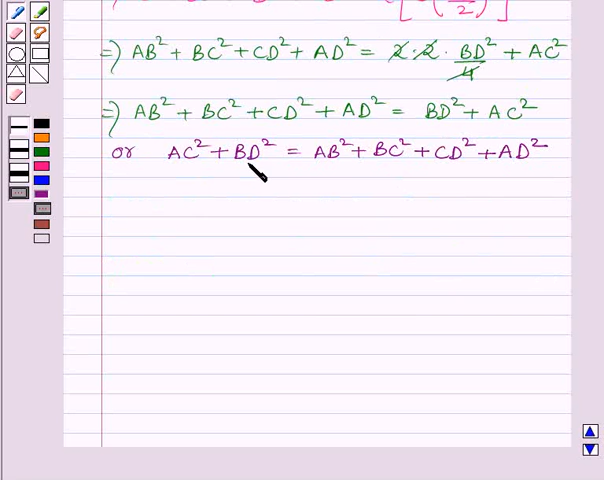 =) AB² + BC² + CD² + AD² = 2·2 · BD²/4 + AC²
=) AB² + BC² + CD² + AD² = BD² + AC²
or AC² + BD² = AB² + BC² + CD² + AD²